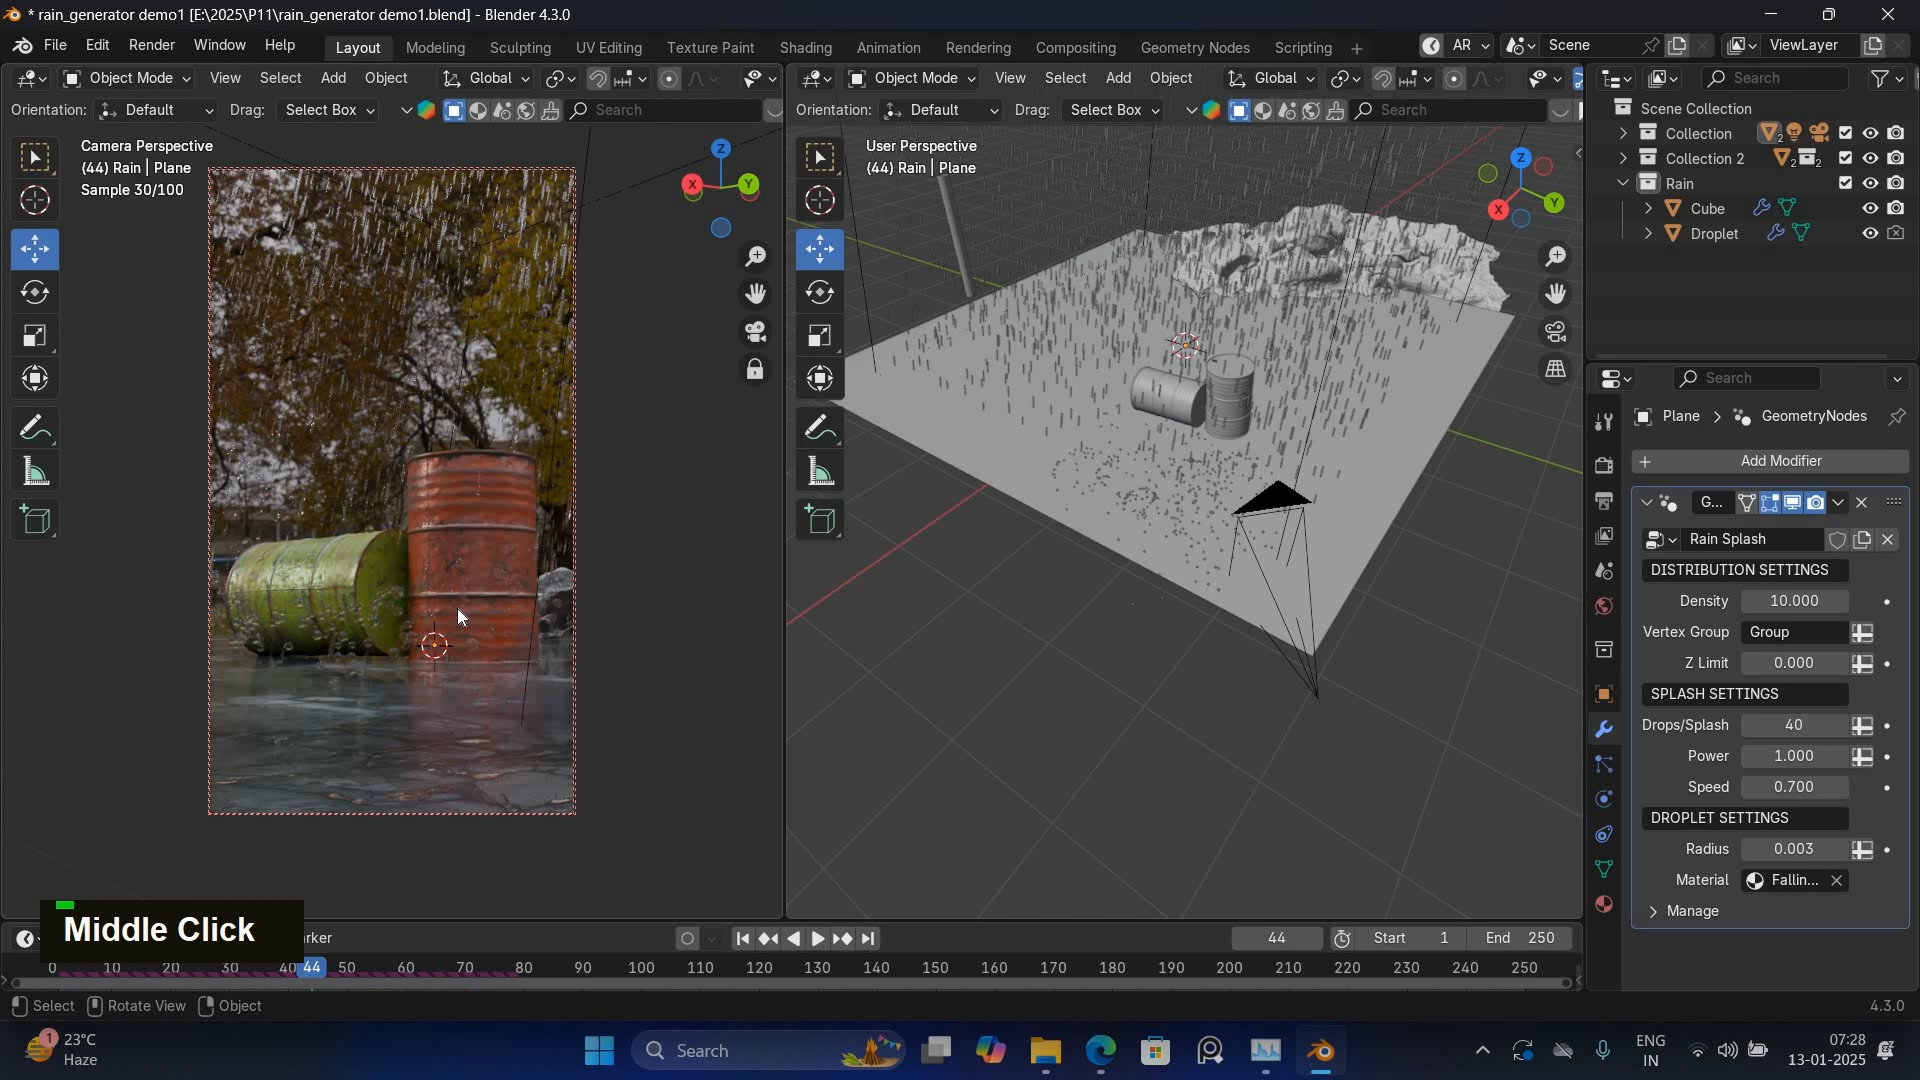 * rain_generator demo1 [E:\2025\P11\rain_generator demo1.blend] - Blender 4.3.0
File Edit Render Window Help Layout Modeling Sculpting UV Editing Texture Paint Shading Animation Rendering Compositing Geometry Nodes Scripting + AR Scene ViewLayer
Object Mode View Select Add Object Global Object Mode View Select Add Object Global Search
Orientation: Default Drag: Select Box Search Orientation: Default Drag: Select Box Search
Scene Collection
Collection 2
Collection 2 2 2
Rain
Cube
Droplet
Camera Perspective
(44) Rain | Plane
Sample 30/100
Z
X Y
User Perspective
(44) Rain | Plane
Z
X Y
Search
Plane > GeometryNodes
+ Add Modifier
G...
Rain Splash
DISTRIBUTION SETTINGS
Density 10.000
Vertex Group Group
Z Limit 0.000
SPLASH SETTINGS
Drops/Splash 40
Power 1.000
Speed 0.700
DROPLET SETTINGS
Radius 0.003
Material Fallin...
Manage
Middle Click
rker 44 Start 1 End 250
0 10 20 30 40 44 50 60 70 80 90 100 110 120 130 140 150 160 170 180 190 200 210 220 230 240 250
Select Rotate View Object 4.3.0
1 23°C
Haze
Search
ENG
IN
07:28
13-01-2025